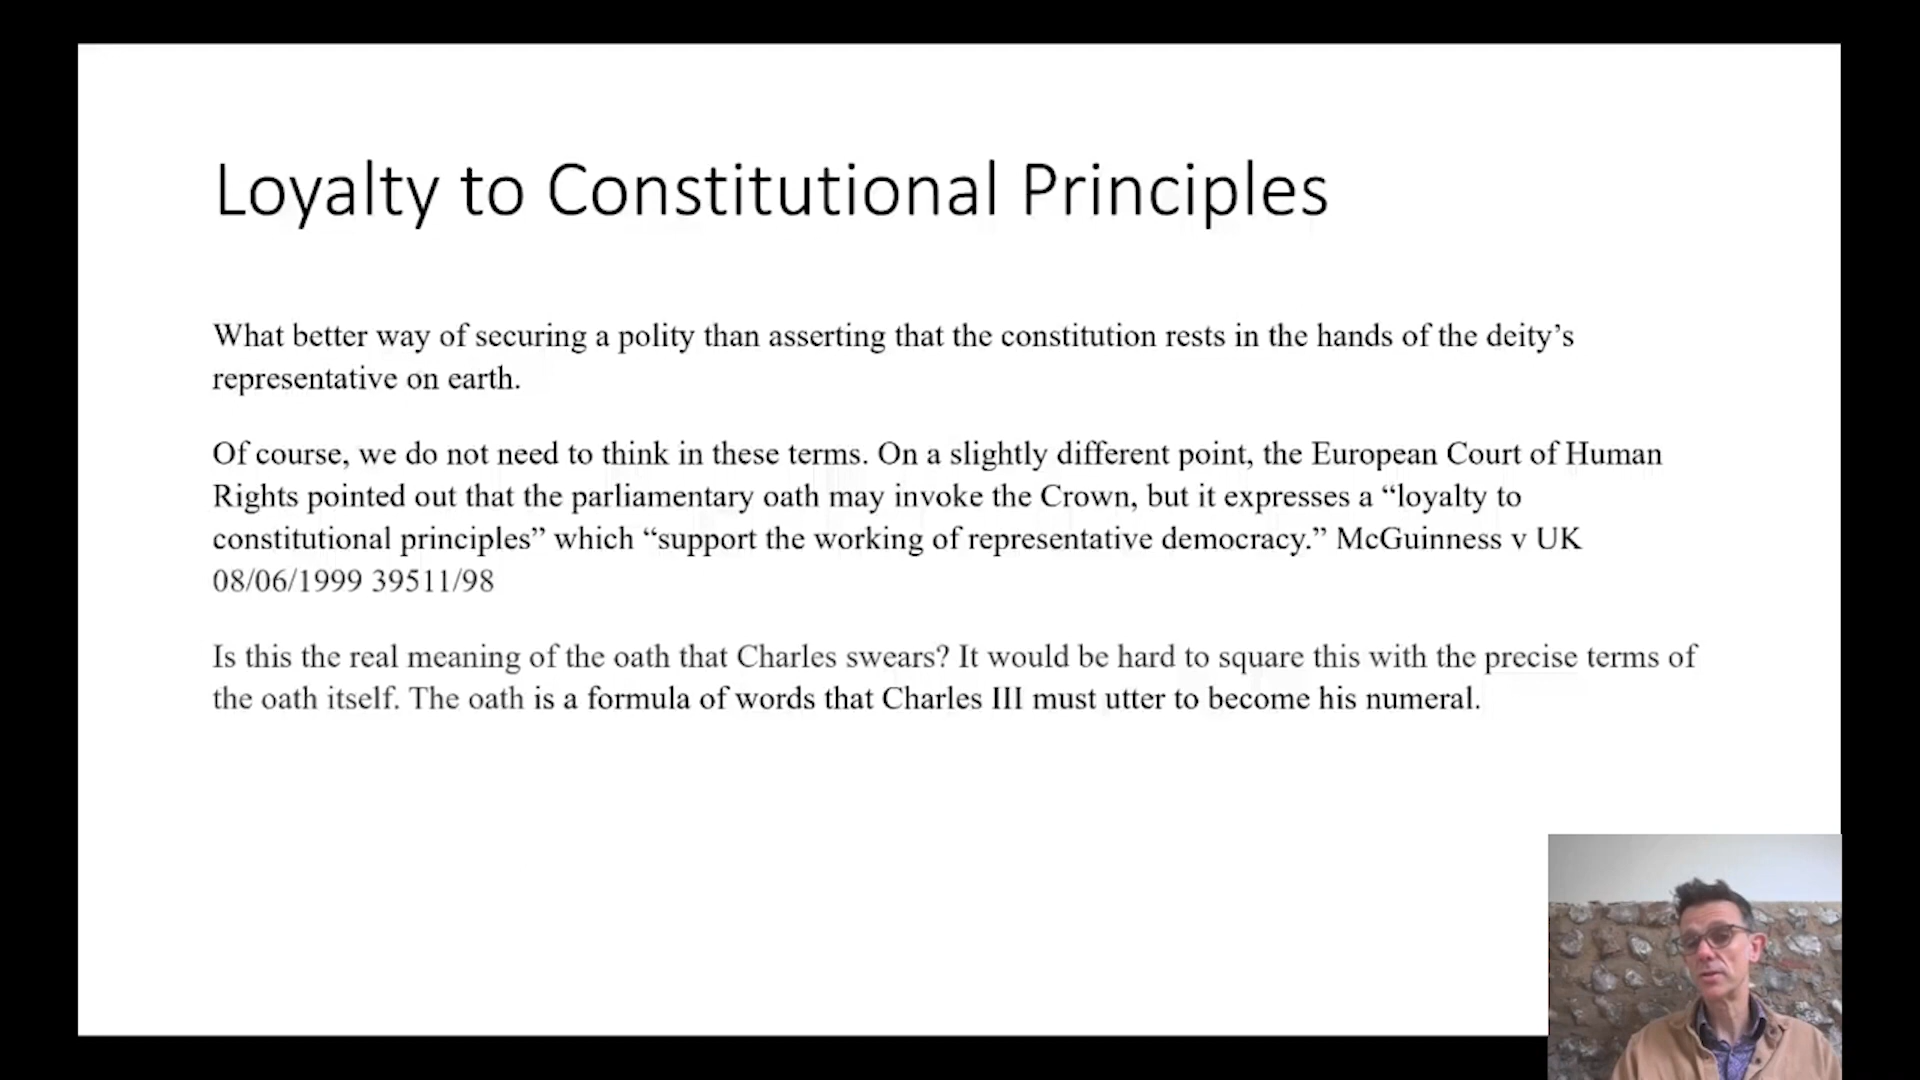 Loyalty to Constitutional Principles
What better way of securing a polity than asserting that the constitution rests in the hands of the deity’s
representative on earth.
Of course, we do not need to think in these terms. On a slightly different point, the European Court of Human
Rights pointed out that the parliamentary oath may invoke the Crown, but it expresses a “loyalty to
constitutional principles” which “support the working of representative democracy.” McGuinness v UK
08/06/1999 39511/98
Is this the real meaning of the oath that Charles swears? It would be hard to square this with the precise terms of
the oath itself. The oath is a formula of words that Charles III must utter to become his numeral.